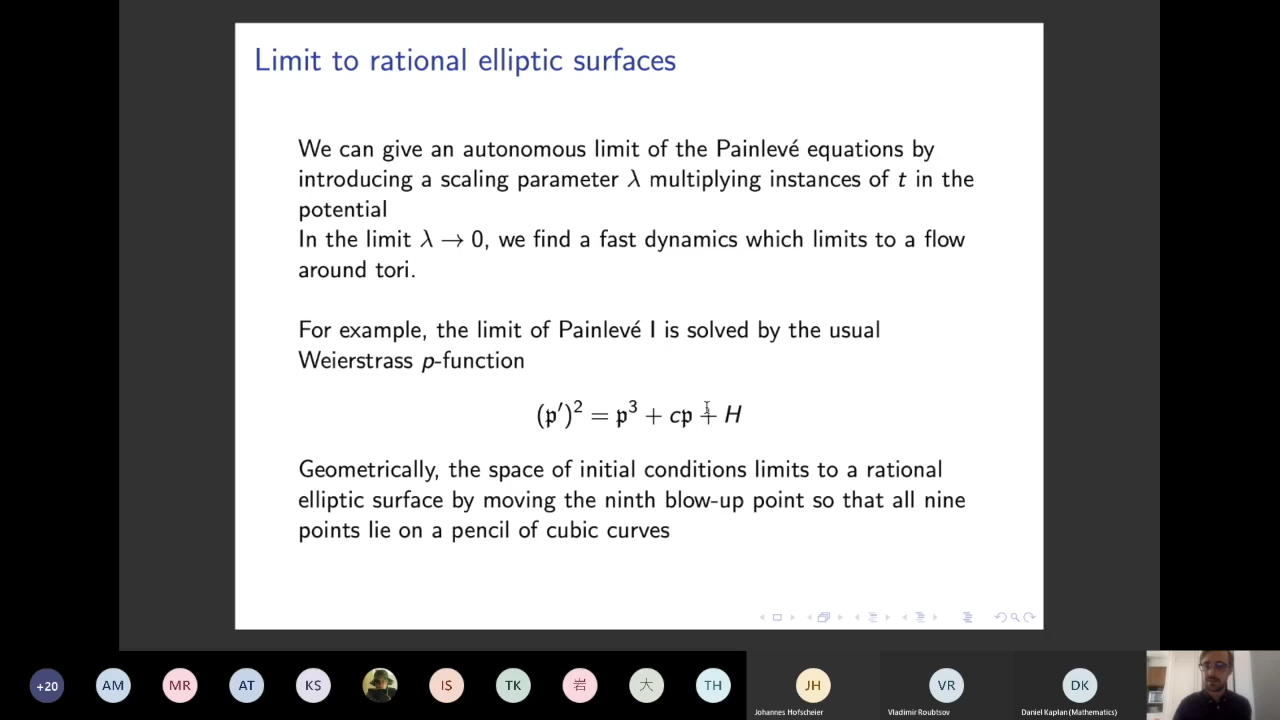 Limit to rational elliptic surfaces
We can give an autonomous limit of the Painlevé equations by
introducing a scaling parameter λ multiplying instances of t in the
potential
In the limit λ → 0, we find a fast dynamics which limits to a flow
around tori.
For example, the limit of Painlevé I is solved by the usual
Weierstrass p-function
(𝔭′)² = 𝔭³ + c𝔭 + H
Geometrically, the space of initial conditions limits to a rational
elliptic surface by moving the ninth blow-up point so that all nine
points lie on a pencil of cubic curves
+20 AM MR AT KS IS TK 岩 大 TH JH VR DK
Johannes Hofscheier Vladimir Roubtsov Daniel Kaplan (Mathematics)